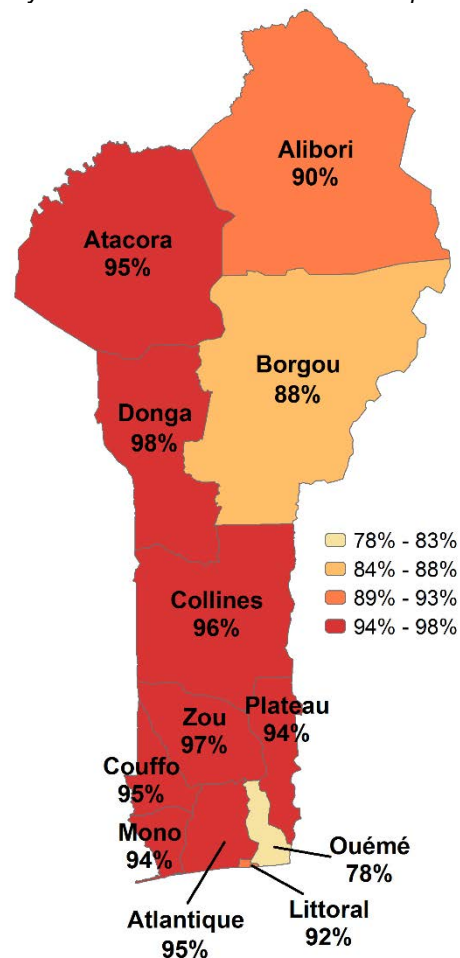 Alibori
90%
Atacora
95%
Borgou
88%
Donga
98%
78% - 83%
84% - 88%
89% - 93%
94% - 98%
Collines
96%
Plateau
94%
Zou
97%
Couffo
95%
Mono
94%
Ouémé
78%
Littoral
92%
Atlantique
95%